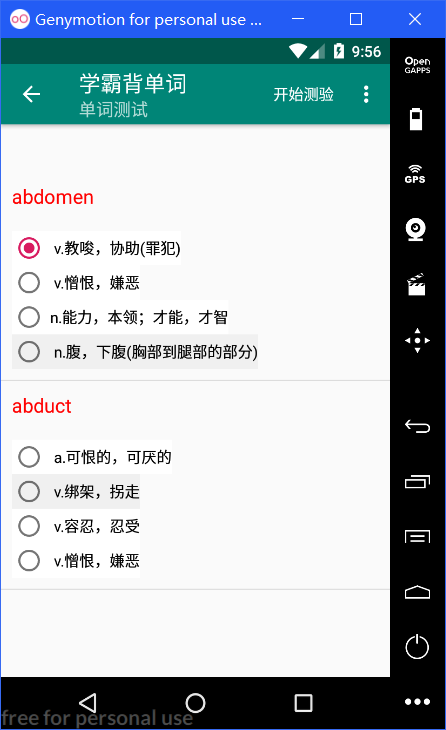 Genymotion for personal use ...
9:56
学霸背单词
单词测试
开始测验
abdomen
v.教唆，协助(罪犯)
v.憎恨，嫌恶
n.能力，本领；才能，才智
n.腹，下腹(胸部到腿部的部分)
abduct
a.可恨的，可厌的
v.绑架，拐走
v.容忍，忍受
v.憎恨，嫌恶
Open
GAPPS
GPS
free for personal use